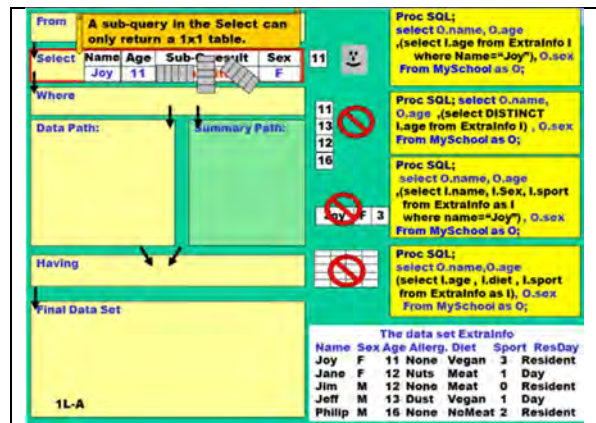 From
A sub-query in the Select can
only return a 1x1 table.
Select
Name Age Sub-Q Result Sex
Joy 11 F
11
Where
Data Path:
Summary Path:
Having
Final Data Set
1L-A
11
13
12
16
Joy F 3
Proc SQL;
select O.name, O.age
,(select I.age from ExtraInfo I
where Name="Joy"), O.sex
From MySchool as O;
Proc SQL; select O.name,
O.age ,(select DISTINCT
I.age from ExtraInfo I) , O.sex
From MySchool as O;
Proc SQL;
select O.name, O.age
,(select I.name, I.Sex, I.sport
from ExtraInfo as I
where name="Joy") , O.sex
From MySchool as O;
Proc SQL;
select O.name,O.age
(select I.age , I.diet , I.sport
from ExtraInfo as I), O.sex
From MySchool as O;
The data set ExtraInfo
Name Sex Age Allerg. Diet Sport ResDay
Joy F 11 None Vegan 3 Resident
Jane F 12 Nuts Meat 1 Day
Jim M 12 None Meat 0 Resident
Jeff M 13 Dust Vegan 1 Day
Philip M 16 None NoMeat 2 Resident